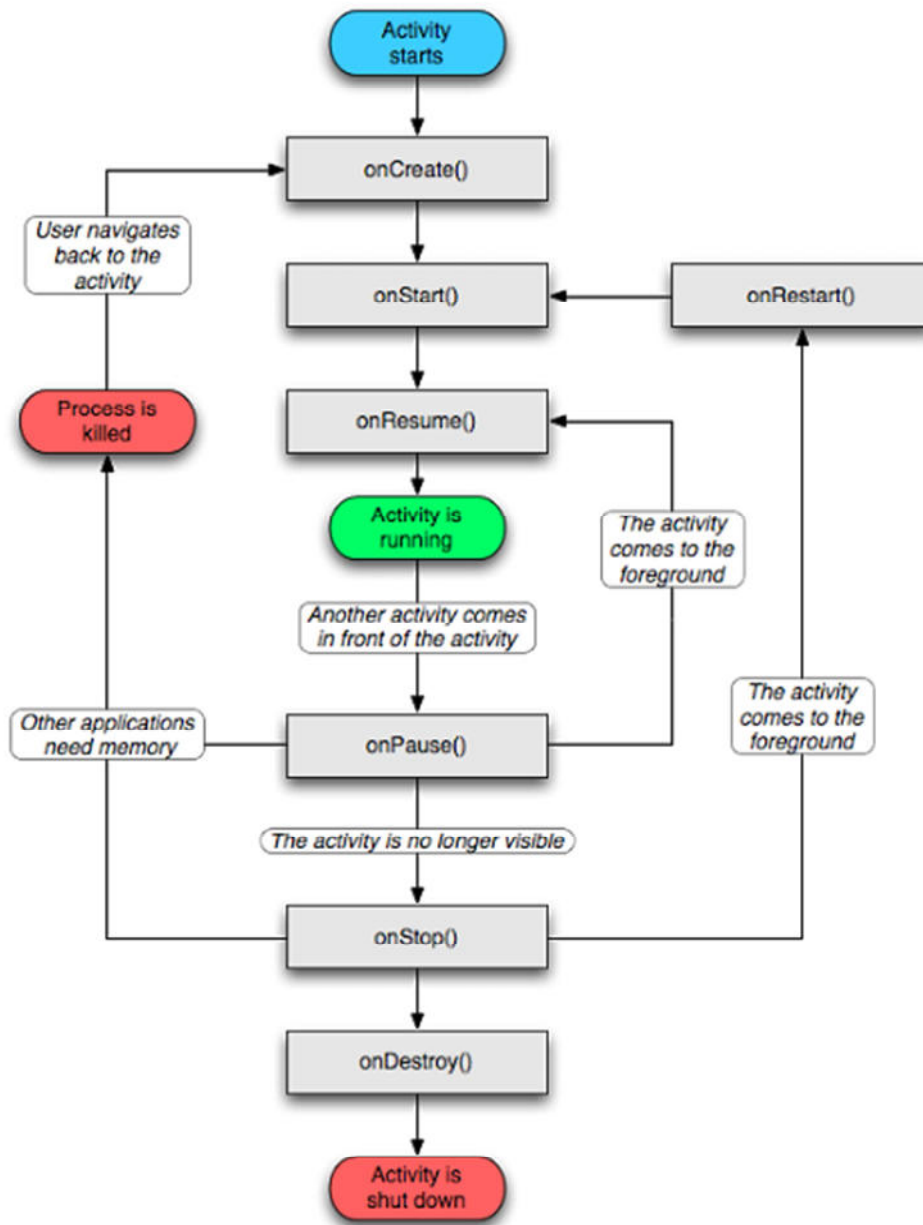 Activity
starts
onCreate()
User navigates
back to the
activity
onStart()
onRestart()
Process is
killed
onResume()
Activity is
running
The activity
comes to the
foreground
Another activity comes
in front of the activity
The activity
comes to the
foreground
Other applications
need memory
onPause()
The activity is no longer visible
onStop()
onDestroy()
Activity is
shut down